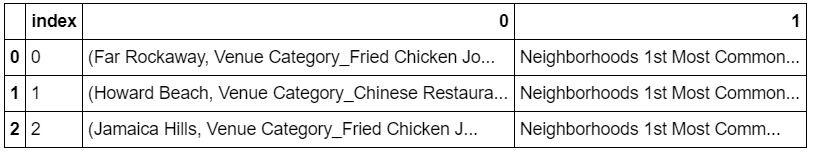 index 0 1
0 0 (Far Rockaway, Venue Category_Fried Chicken Jo... Neighborhoods 1st Most Common...
1 1 (Howard Beach, Venue Category_Chinese Restaura... Neighborhoods 1st Most Common...
2 2 (Jamaica Hills, Venue Category_Fried Chicken J... Neighborhoods 1st Most Comm...